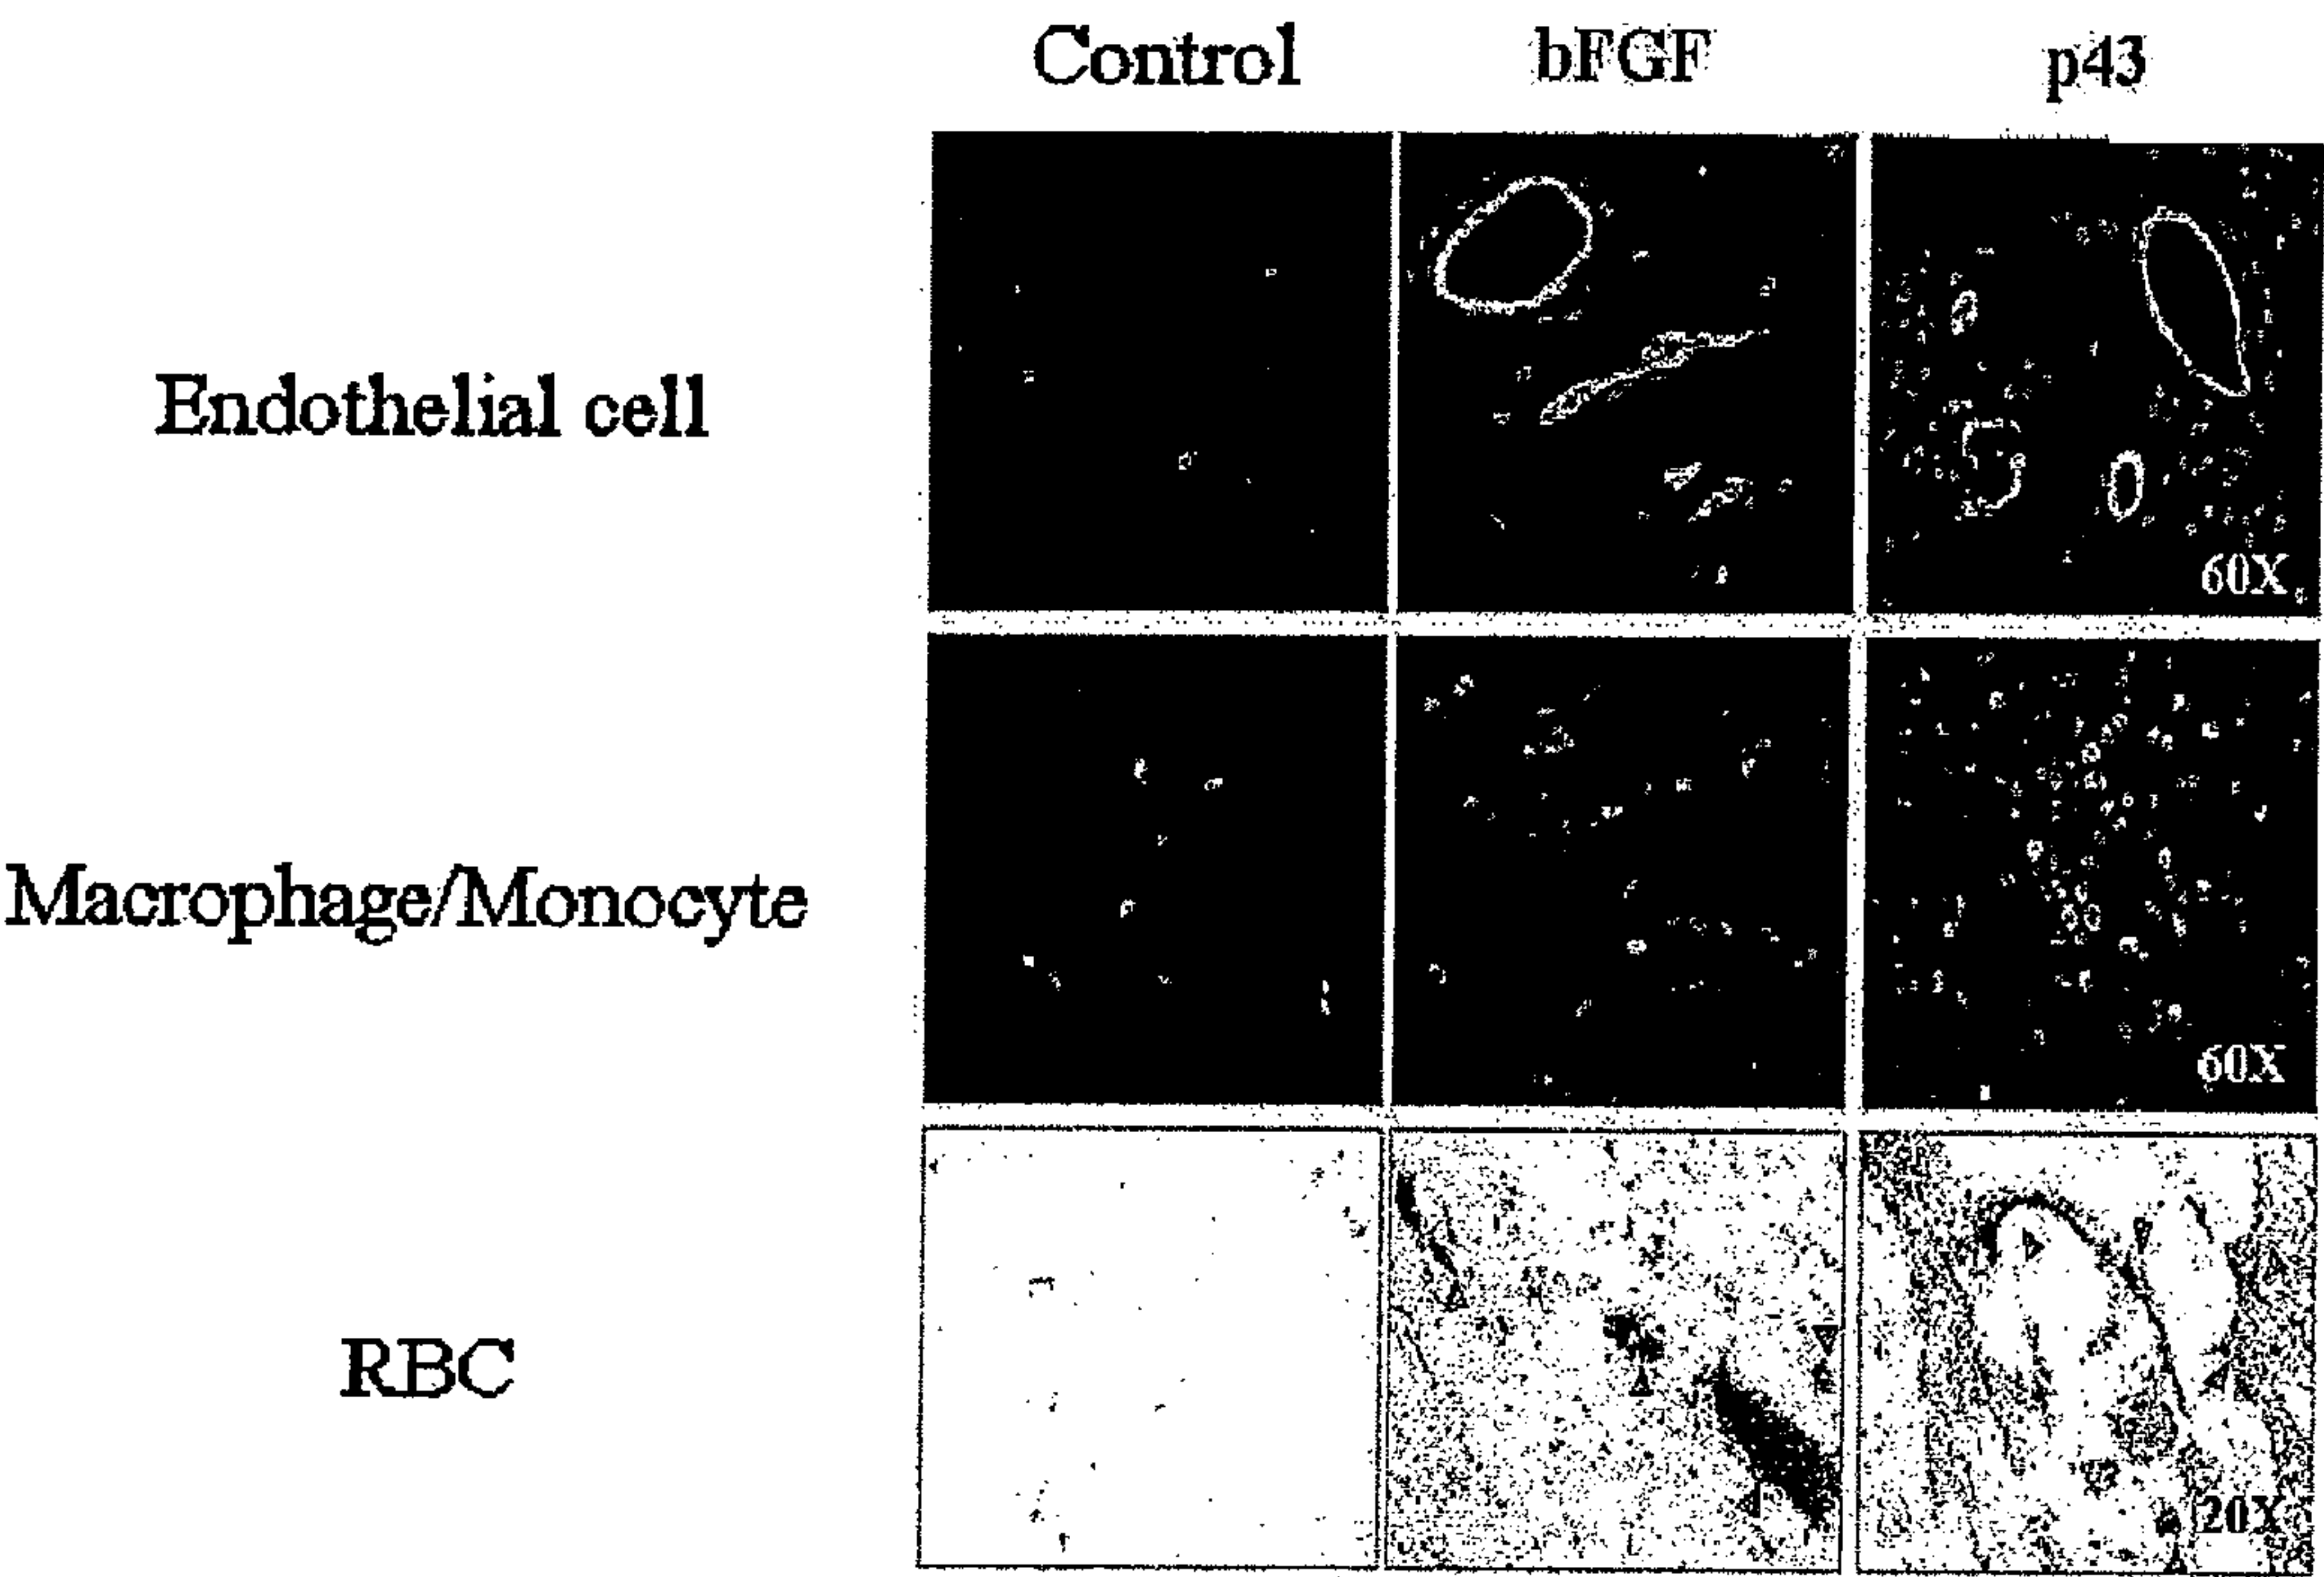 Control bFGF p43
Endothelial cell
60X
Macrophage/Monocyte
60X
RBC
20X